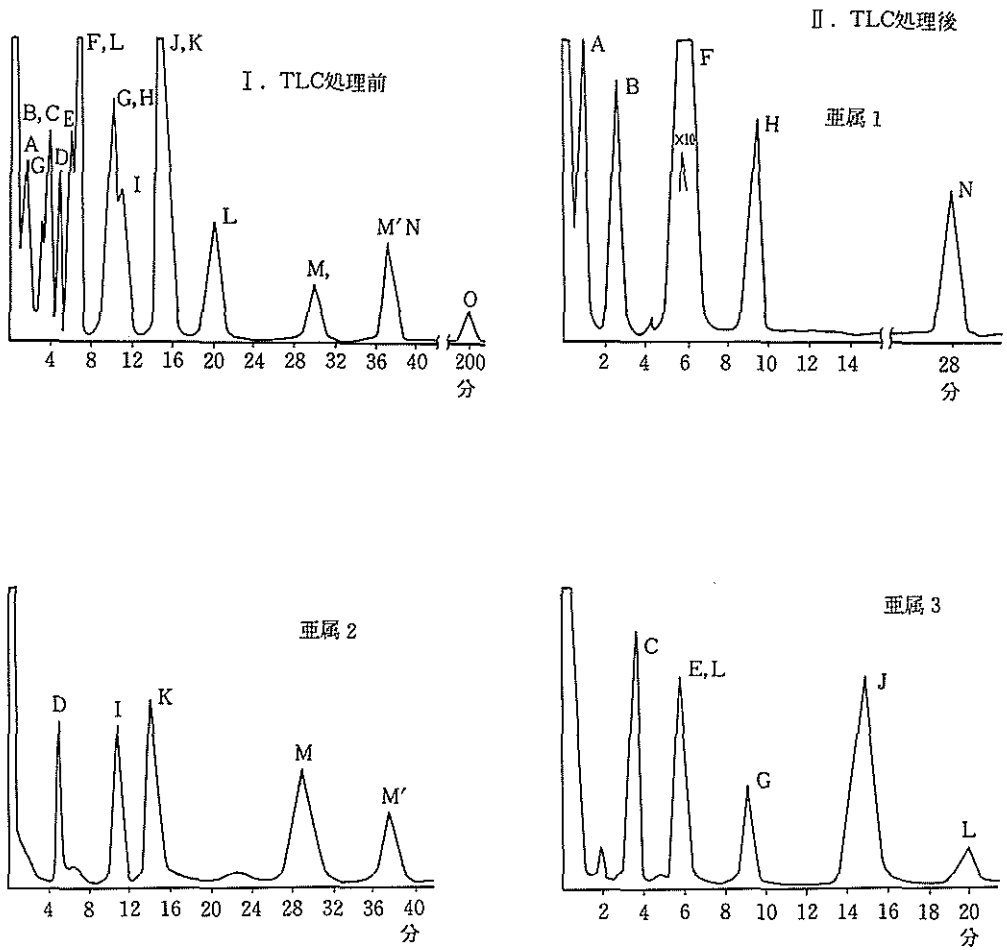 Ⅰ. TLC処理前
F, L
J, K
G, H
B, C E
A
D
G
I
L
M,
M′ N
O
4 8 12 16 20 24 28 32 36 40 200
分
Ⅱ. TLC処理後
亜属 1
A
F
B
×10
H
N
2 4 6 8 10 12 14 28
分
亜属 2
D
I
K
M
M′
4 8 12 16 20 24 28 32 36 40
分
亜属 3
C
E, L
J
G
L
2 4 6 8 10 12 14 16 18 20
分